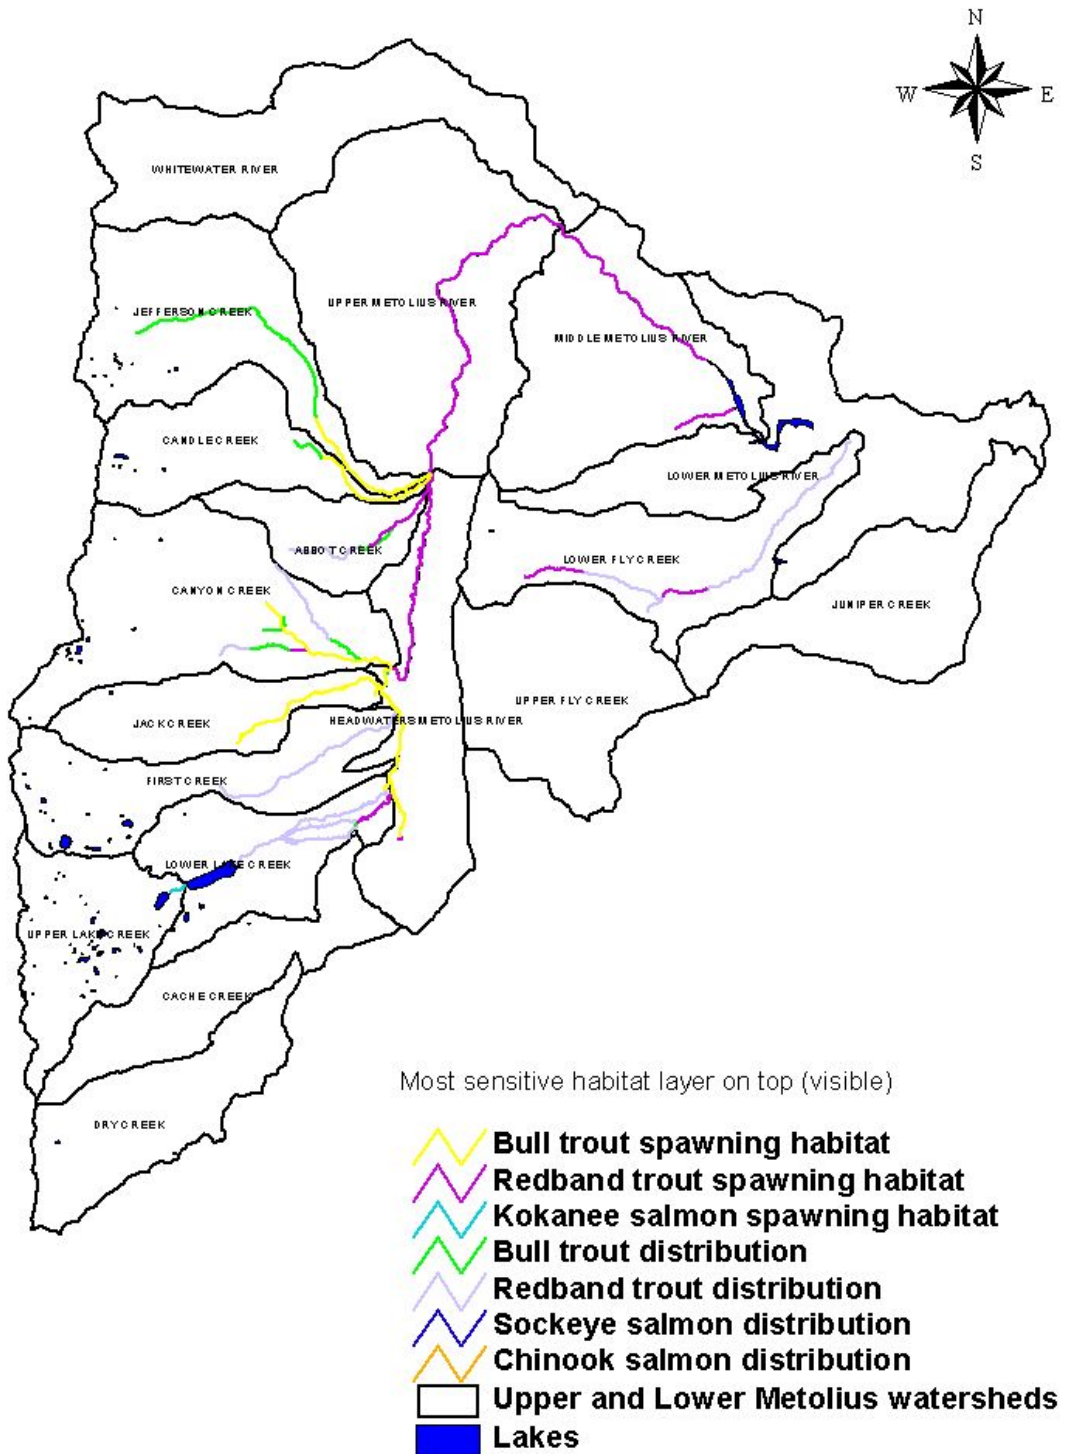 N
W E
S
WHITEWATER RIVER
UPPER METOLIUS RIVER
JEFFERSON CREEK
MIDDLE METOLIUS RIVER
CANDLE CREEK
LOWER METOLIUS RIVER
ABBOT CREEK
LOWER FLY CREEK
CANYON CREEK
JUNIPER CREEK
UPPER FLY CREEK
JACK CREEK
HEADWATERS METOLIUS RIVER
FIRST CREEK
LOWER LAKE CREEK
UPPER LAKE CREEK
CACHE CREEK
DRY CREEK
Most sensitive habitat layer on top (visible)
Bull trout spawning habitat
Redband trout spawning habitat
Kokanee salmon spawning habitat
Bull trout distribution
Redband trout distribution
Sockeye salmon distribution
Chinook salmon distribution
Upper and Lower Metolius watersheds
Lakes